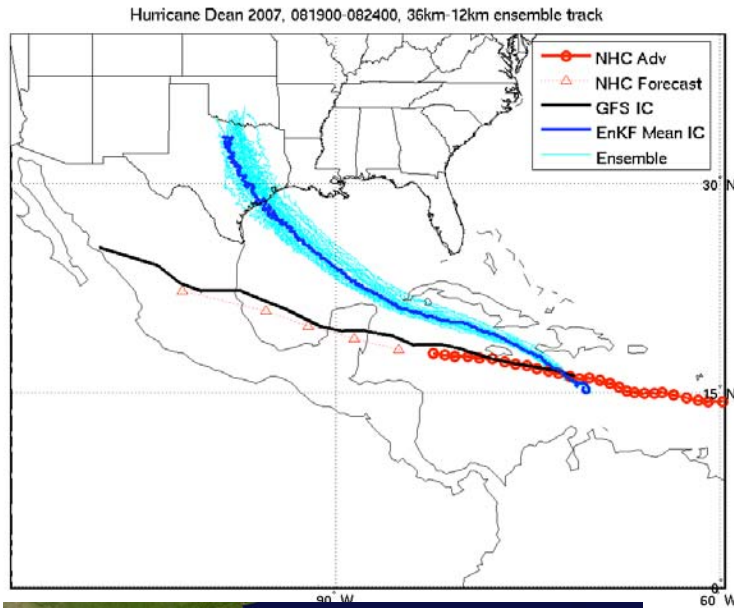 Hurricane Dean 2007, 081900-082400, 36km-12km ensemble track
NHC Adv
NHC Forecast
GFS IC
EnKF Mean IC
Ensemble
30° N
15° N
0°
90° W
60° W